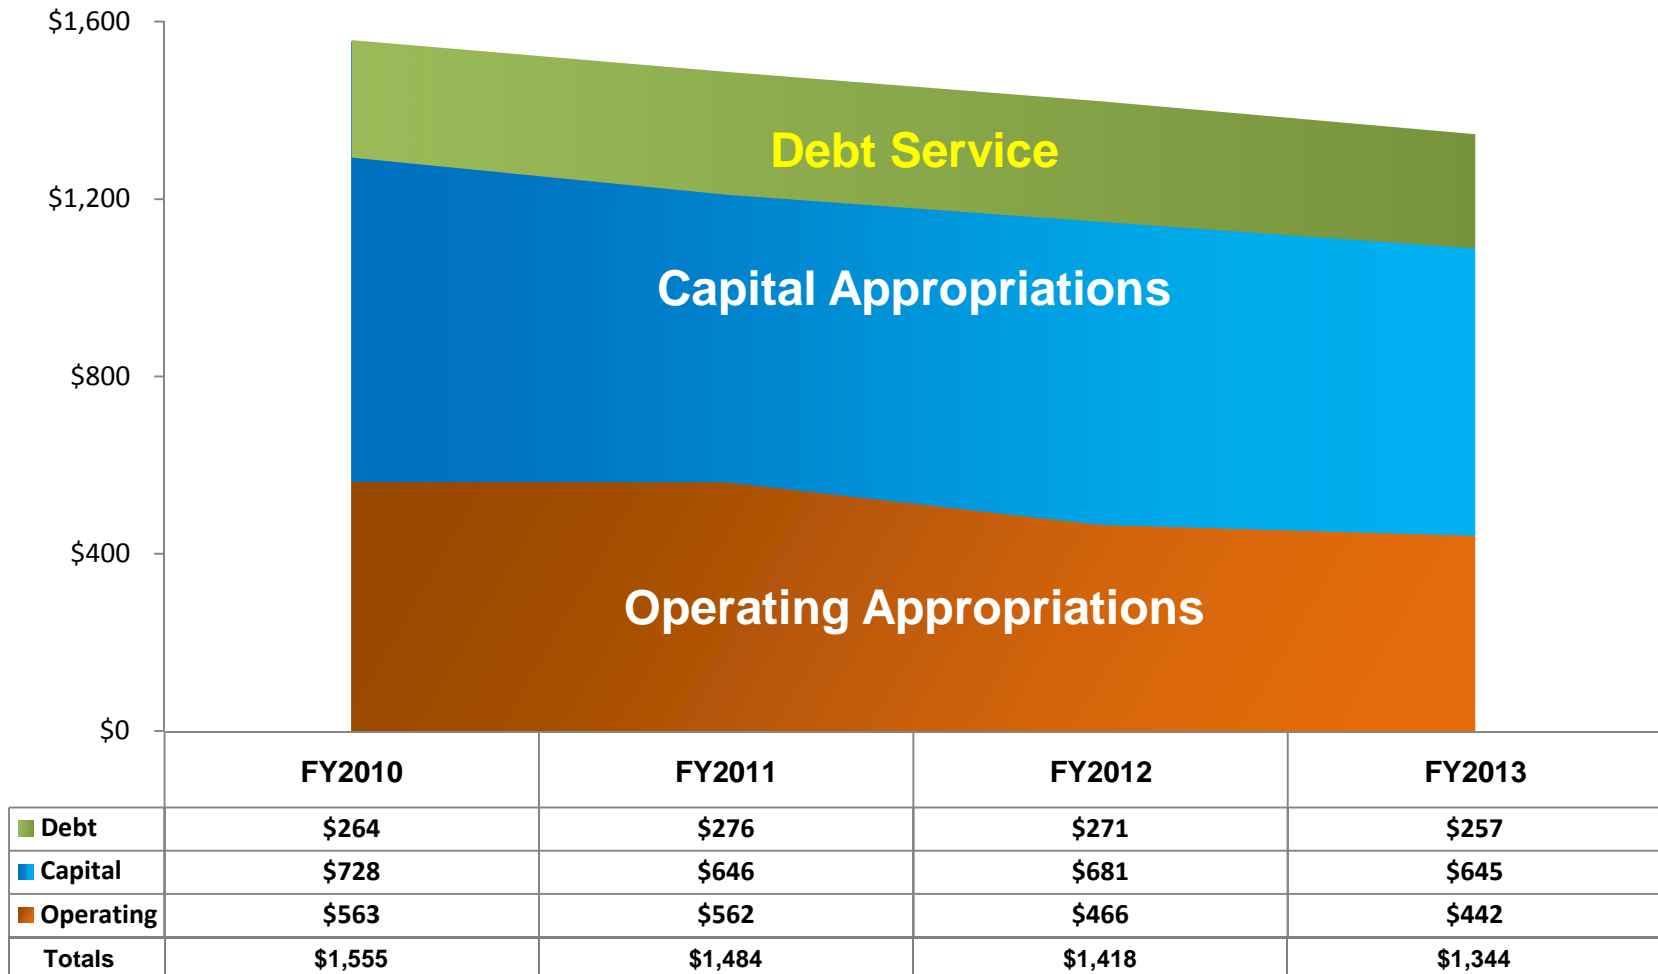 $1,600
$1,200
$800
$400
$0
Debt Service
Capital Appropriations
Operating Appropriations
FY2010 FY2011 FY2012 FY2013
Debt $264 $276 $271 $257
Capital $728 $646 $681 $645
Operating $563 $562 $466 $442
Totals $1,555 $1,484 $1,418 $1,344